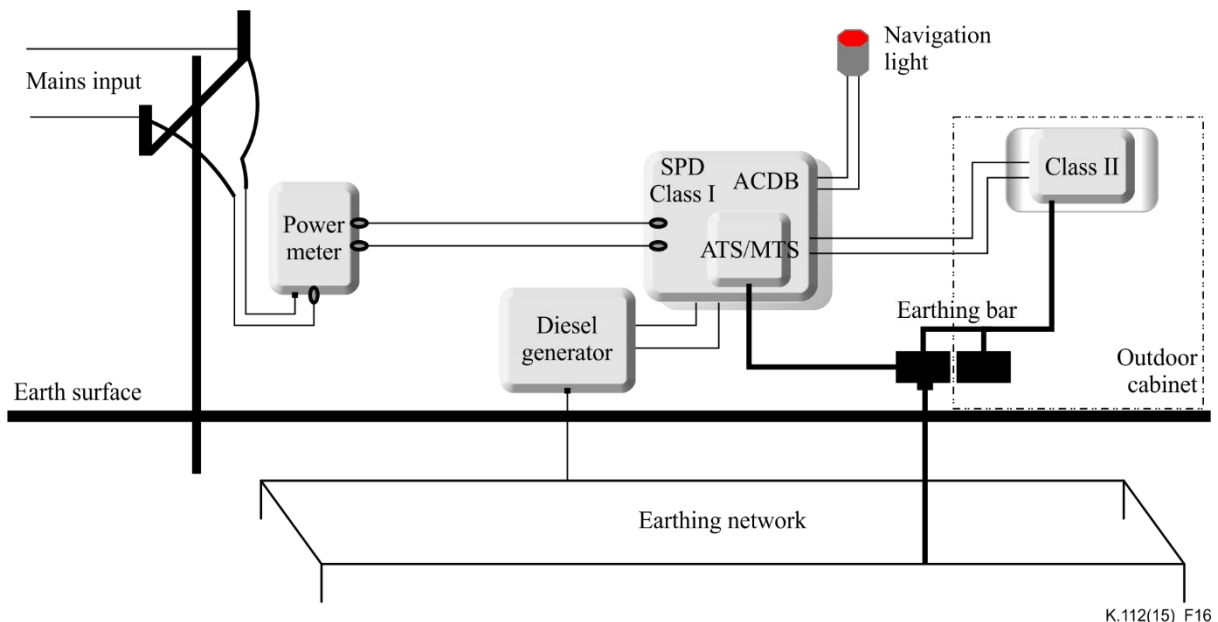 Mains input
Navigation
light
SPD
Class I
ACDB
Class II
Power
meter
ATS/MTS
Earthing bar
Diesel
generator
Outdoor
cabinet
Earth surface
Earthing network
K.112(15)_F16